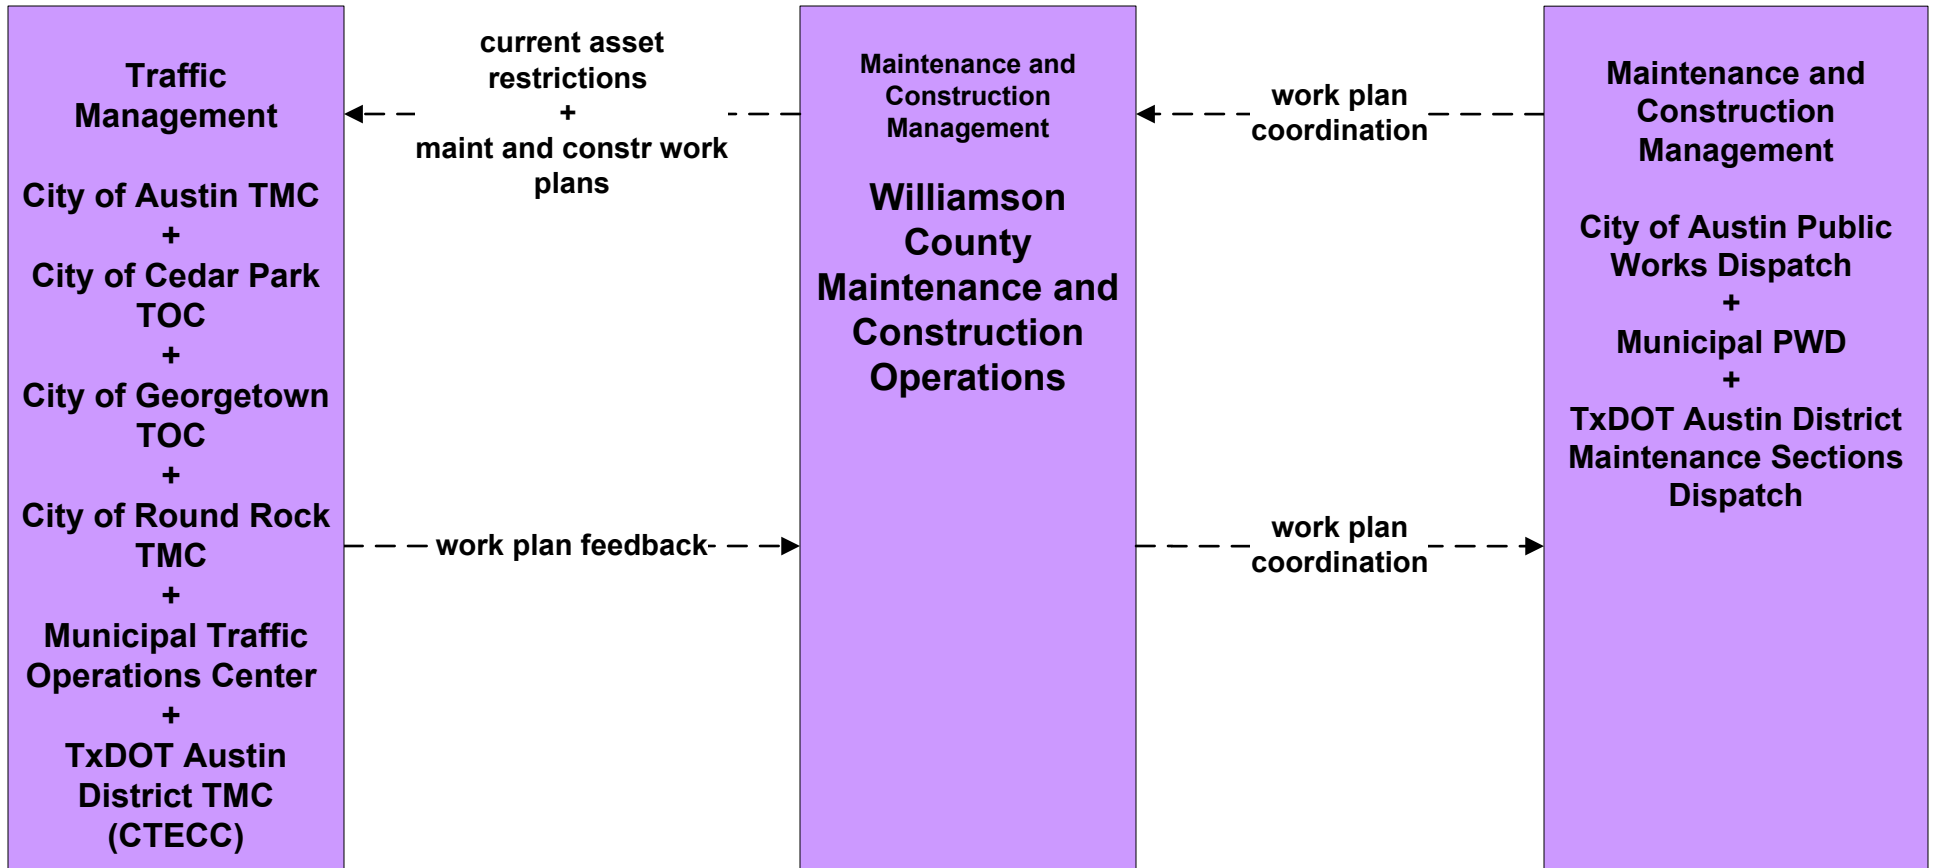 Traffic
Management
City of Austin TMC
+
City of Cedar Park
TOC
+
City of Georgetown
TOC
+
City of Round Rock
TMC
+
Municipal Traffic
Operations Center
+
TxDOT Austin
District TMC
(CTECC)
current asset
restrictions
+
maint and constr work
plans
work plan feedback
Maintenance and
Construction
Management
Williamson
County
Maintenance and
Construction
Operations
work plan
coordination
work plan
coordination
Maintenance and
Construction
Management
City of Austin Public
Works Dispatch
+
Municipal PWD
+
TxDOT Austin District
Maintenance Sections
Dispatch